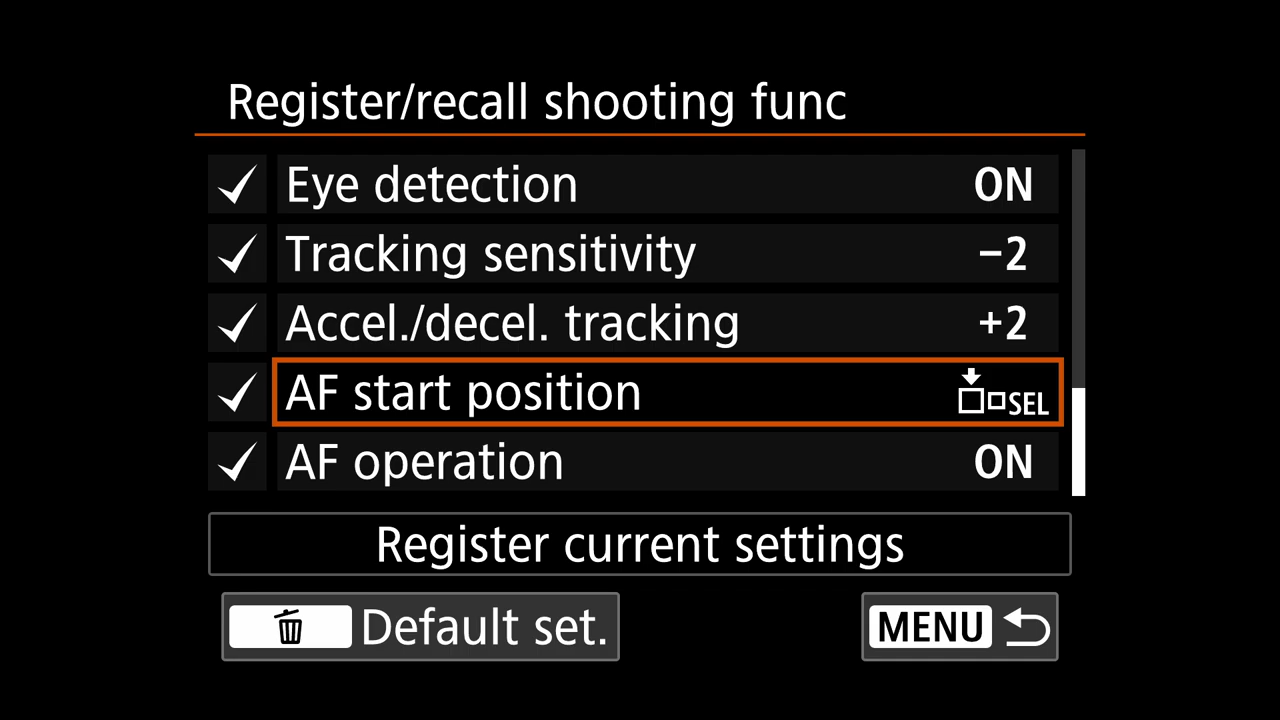 Register/recall shooting func
Eye detection ON
Tracking sensitivity −2
Accel./decel. tracking +2
AF start position SEL
AF operation ON
Register current settings
Default set. MENU